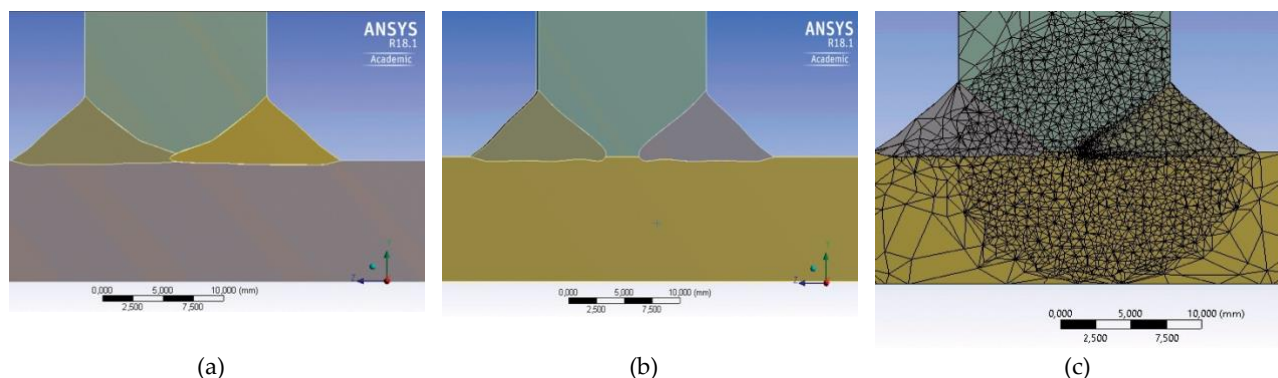 ANSYS
R18.1
Academic
Y
Z
0,000 5,000 10,000 (mm)
2,500 7,500
(a)
ANSYS
R18.1
Academic
Y
Z
0,000 5,000 10,000 (mm)
2,500 7,500
(b)
0,000 5,000 10,000 (mm)
2,500 7,500
(c)